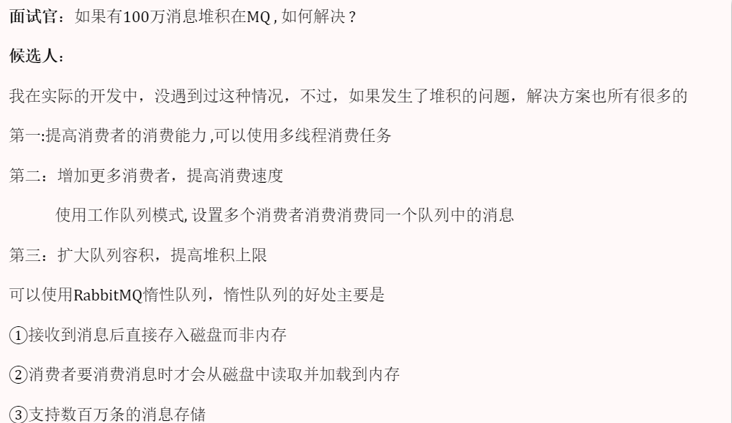 面试官：如果有100万消息堆积在MQ , 如何解决 ?
候选人：
我在实际的开发中，没遇到过这种情况，不过，如果发生了堆积的问题，解决方案也所有很多的
第一:提高消费者的消费能力 ,可以使用多线程消费任务
第二：增加更多消费者，提高消费速度
使用工作队列模式, 设置多个消费者消费消费同一个队列中的消息
第三：扩大队列容积，提高堆积上限
可以使用RabbitMQ惰性队列，惰性队列的好处主要是
①接收到消息后直接存入磁盘而非内存
②消费者要消费消息时才会从磁盘中读取并加载到内存
③支持数百万条的消息存储